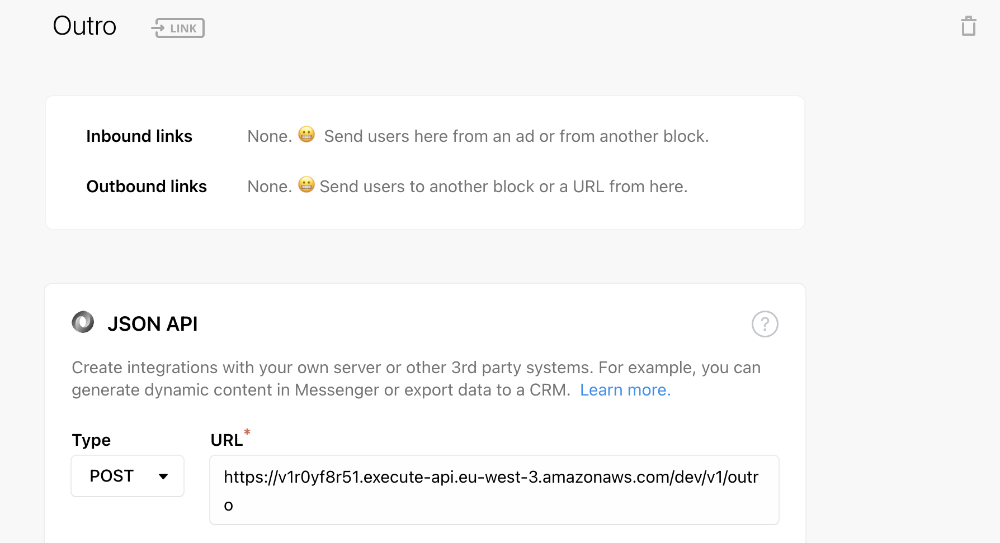 Outro
LINK
Inbound links
None. 😬 Send users here from an ad or from another block.
Outbound links
None. 😬 Send users to another block or a URL from here.
JSON API
?
Create integrations with your own server or other 3rd party systems. For example, you can
generate dynamic content in Messenger or export data to a CRM. Learn more.
Type
URL*
POST
https://v1r0yf8r51.execute-api.eu-west-3.amazonaws.com/dev/v1/outr
o